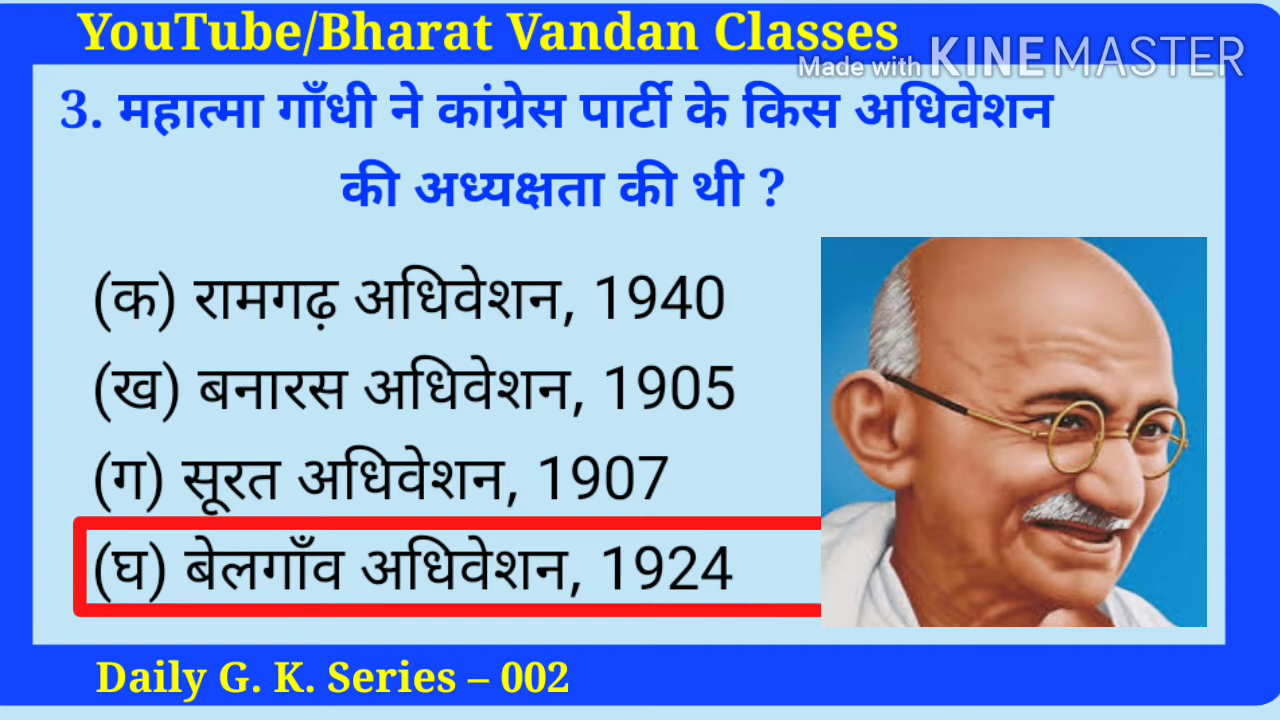 YouTube/Bharat Vandan Classes
Made with KINEMASTER
3. महात्मा गाँधी ने कांग्रेस पार्टी के किस अधिवेशन
की अध्यक्षता की थी ?
(क) रामगढ़ अधिवेशन, 1940
(ख) बनारस अधिवेशन, 1905
(ग) सूरत अधिवेशन, 1907
(घ) बेलगाँव अधिवेशन, 1924
Daily G. K. Series – 002